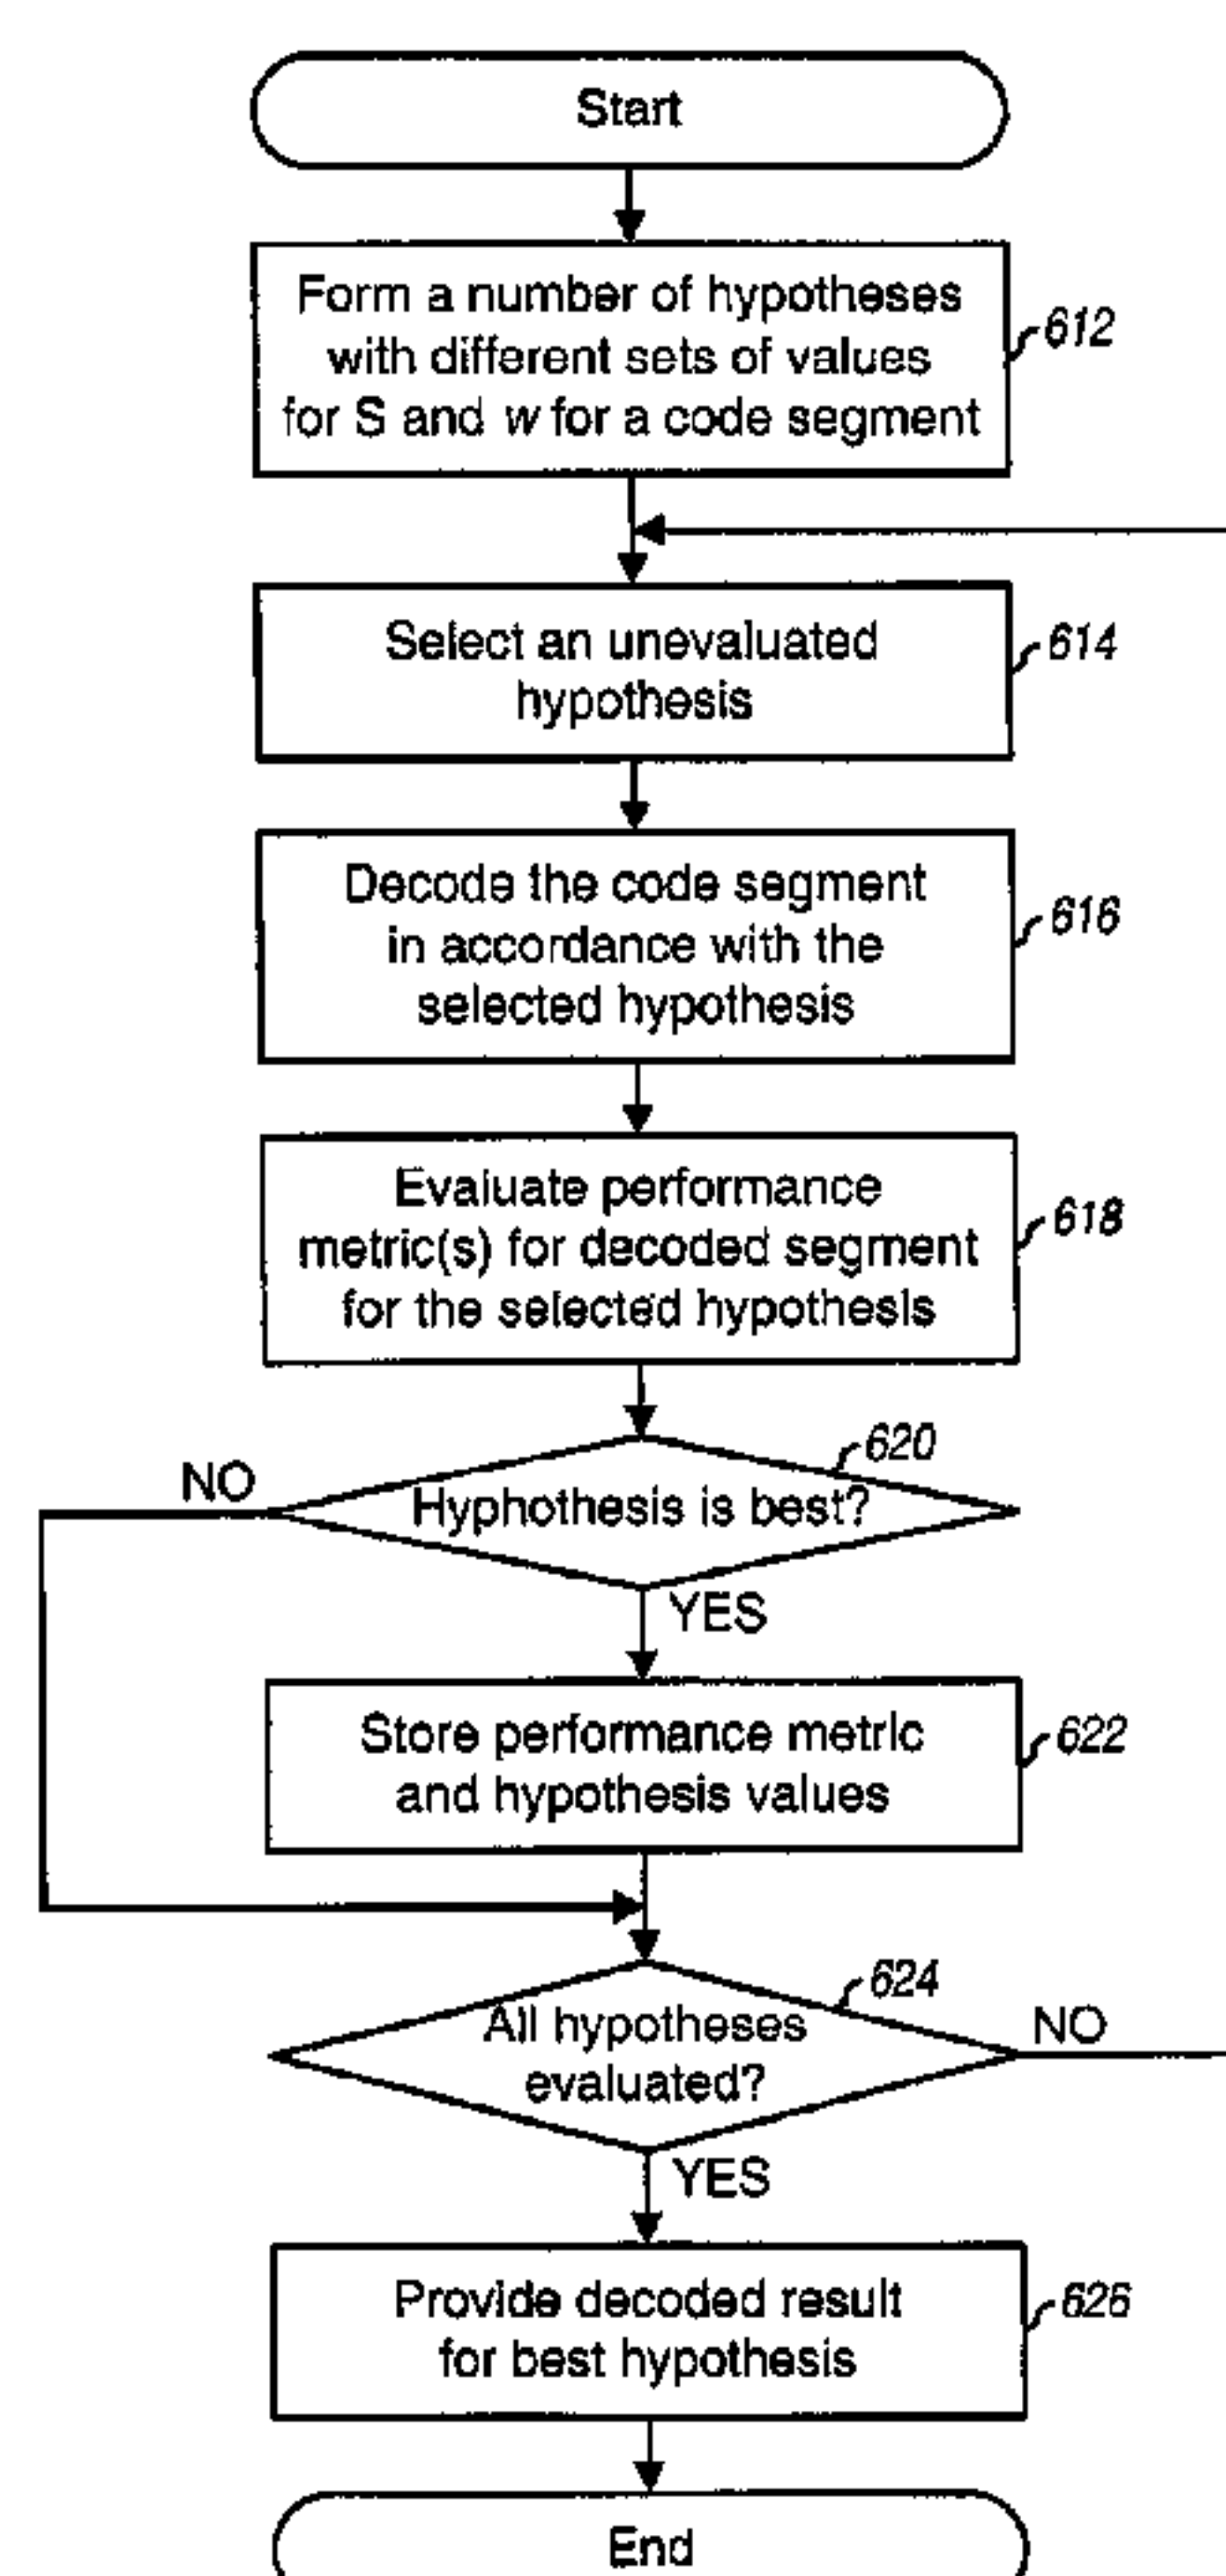 Start
Form a number of hypotheses
with different sets of values
for S and w for a code segment
612
Select an unevaluated
hypothesis
614
Decode the code segment
in accordance with the
selected hypothesis
616
Evaluate performance
metric(s) for decoded segment
for the selected hypothesis
618
620
NO
Hyphothesis is best?
YES
Store performance metric
and hypothesis values
622
624
All hypotheses
evaluated?
NO
YES
Provide decoded result
for best hypothesis
626
End